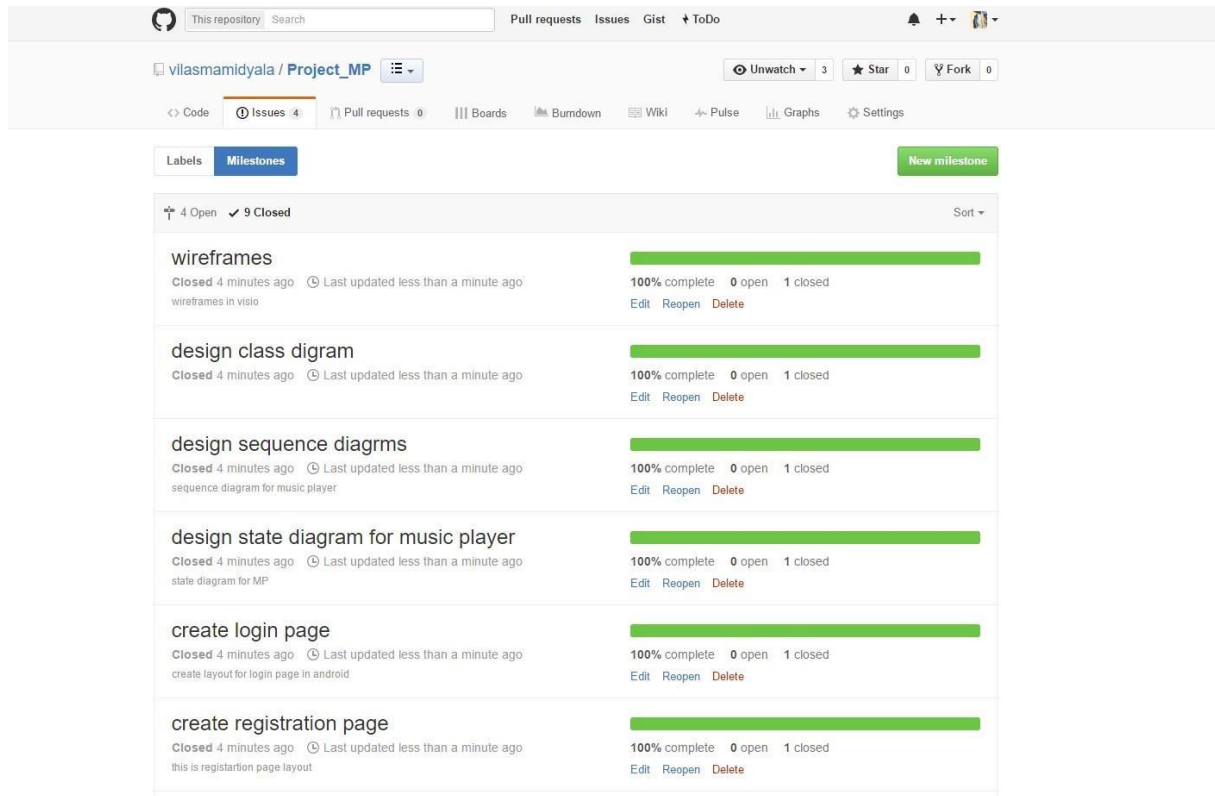 This repository Search Pull requests Issues Gist ToDo
vilasmamidyala / Project_MP Unwatch 3 Star 0 Fork 0
Code Issues 4 Pull requests 0 Boards Burndown Wiki Pulse Graphs Settings
Labels Milestones New milestone
4 Open 9 Closed Sort
wireframes
Closed 4 minutes ago Last updated less than a minute ago 100% complete 0 open 1 closed
wireframes in visio Edit Reopen Delete
design class digram
Closed 4 minutes ago Last updated less than a minute ago 100% complete 0 open 1 closed
Edit Reopen Delete
design sequence diagrms
Closed 4 minutes ago Last updated less than a minute ago 100% complete 0 open 1 closed
sequence diagram for music player Edit Reopen Delete
design state diagram for music player
Closed 4 minutes ago Last updated less than a minute ago 100% complete 0 open 1 closed
state diagram for MP Edit Reopen Delete
create login page
Closed 4 minutes ago Last updated less than a minute ago 100% complete 0 open 1 closed
create layout for login page in android Edit Reopen Delete
create registration page
Closed 4 minutes ago Last updated less than a minute ago 100% complete 0 open 1 closed
this is registartion page layout Edit Reopen Delete